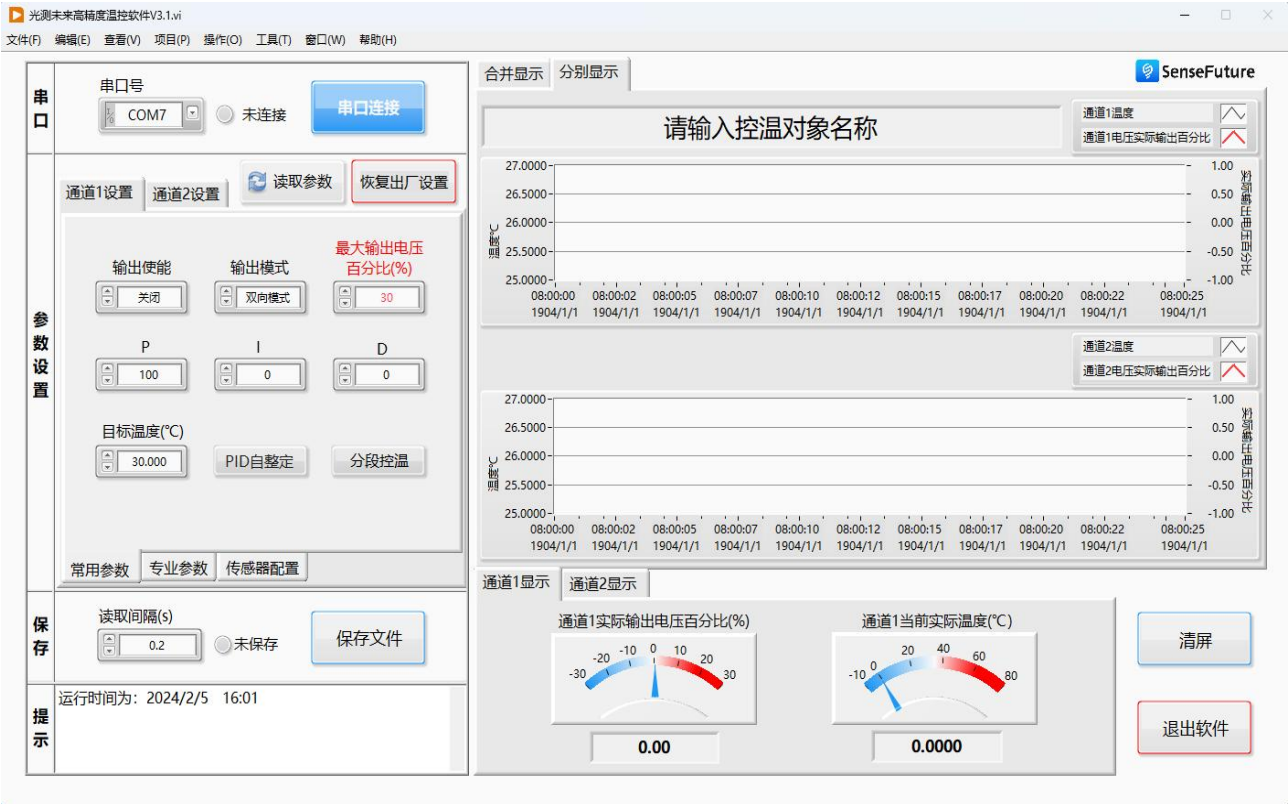 光测未来高精度温控软件V3.1.vi
文件(F) 编辑(E) 查看(V) 项目(P) 操作(O) 工具(T) 窗口(W) 帮助(H)
串口
串口号
COM7
未连接
串口连接
参数设置
通道1设置
通道2设置
读取参数
恢复出厂设置
输出使能
关闭
输出模式
双向模式
最大输出电压
百分比(%)
30
P
100
I
0
D
0
目标温度(℃)
30.000
PID自整定
分段控温
常用参数
专业参数
传感器配置
保存
读取间隔(s)
0.2
未保存
保存文件
提示
运行时间为：2024/2/5 16:01
合并显示
分别显示
SenseFuture
请输入控温对象名称
通道1温度
通道1电压实际输出百分比
27.0000
26.5000
26.0000
25.5000
25.0000
温度℃
1.00
0.50
0.00
-0.50
-1.00
实际输出电压百分比
08:00:00 08:00:02 08:00:05 08:00:07 08:00:10 08:00:12 08:00:15 08:00:17 08:00:20 08:00:22 08:00:25
1904/1/1 1904/1/1 1904/1/1 1904/1/1 1904/1/1 1904/1/1 1904/1/1 1904/1/1 1904/1/1 1904/1/1 1904/1/1
通道2温度
通道2电压实际输出百分比
27.0000
26.5000
26.0000
25.5000
25.0000
温度℃
1.00
0.50
0.00
-0.50
-1.00
实际输出电压百分比
08:00:00 08:00:02 08:00:05 08:00:07 08:00:10 08:00:12 08:00:15 08:00:17 08:00:20 08:00:22 08:00:25
1904/1/1 1904/1/1 1904/1/1 1904/1/1 1904/1/1 1904/1/1 1904/1/1 1904/1/1 1904/1/1 1904/1/1 1904/1/1
通道1显示
通道2显示
通道1实际输出电压百分比(%)
-30 -20 -10 0 10 20 30
0.00
通道1当前实际温度(℃)
-10 0 20 40 60 80
0.0000
清屏
退出软件